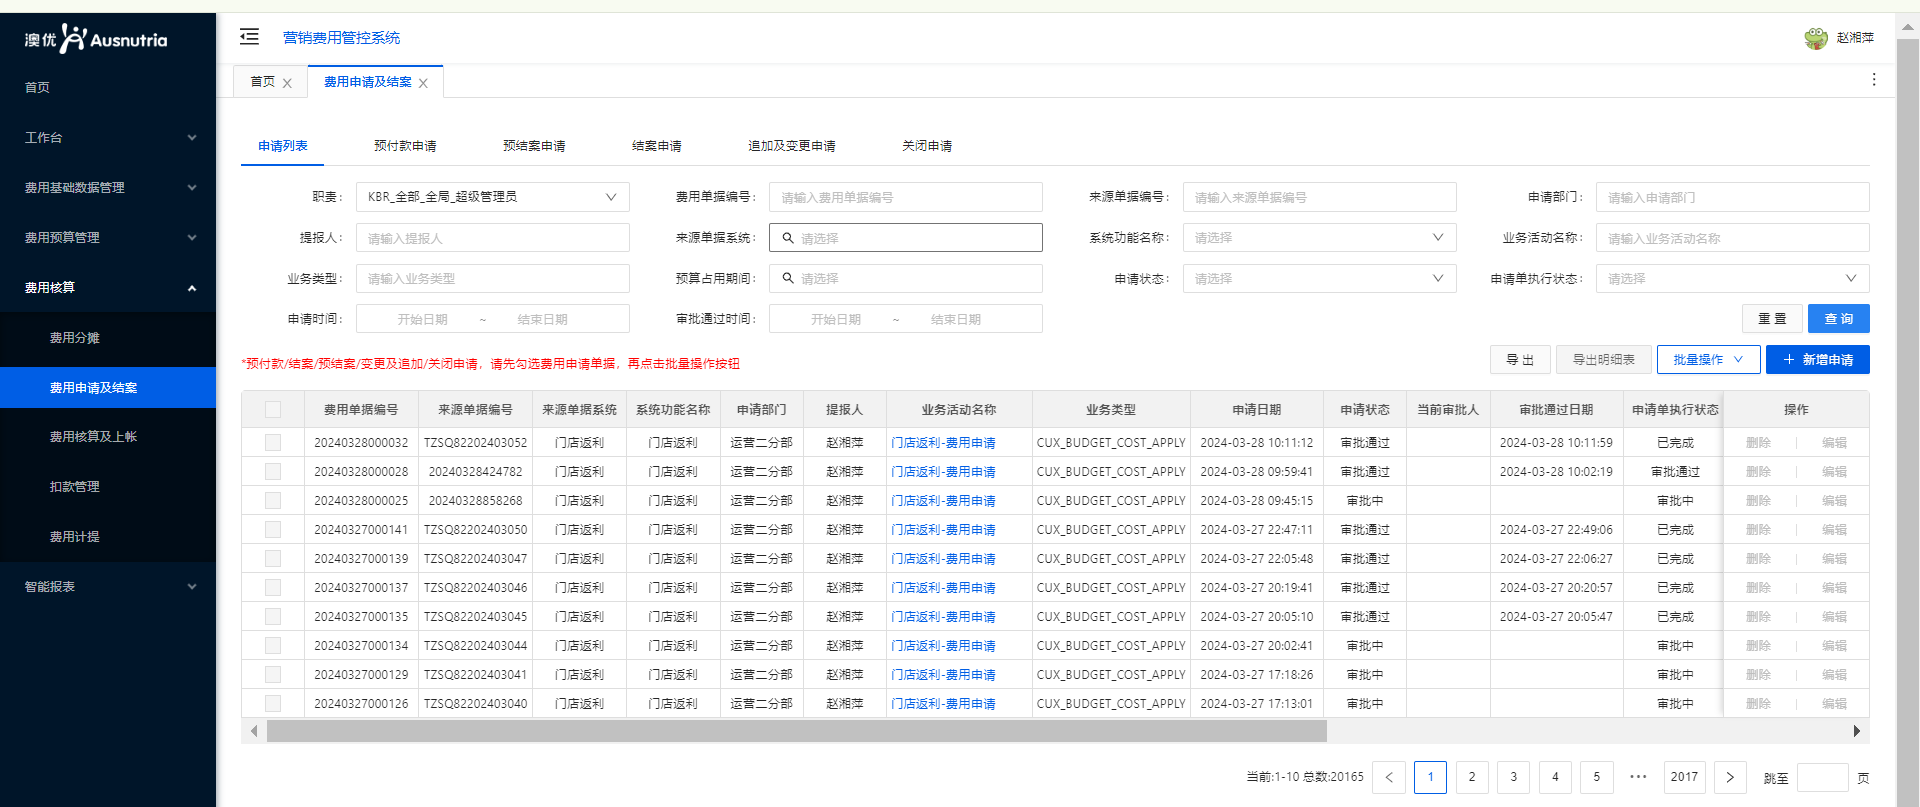 澳优 Ausnutria
营销费用管控系统
赵湘萍
首页
工作台
费用基础数据管理
费用预算管理
费用核算
费用分摊
费用申请及结案
费用核算及上帐
扣款管理
费用计提
智能报表
首页 费用申请及结案
申请列表 预付款申请 预结案申请 结案申请 追加及变更申请 关闭申请
职责： KBR_全部_全局_超级管理员 费用单据编号： 请输入费用单据编号 来源单据编号： 请输入来源单据编号 申请部门： 请输入申请部门
提报人： 请输入提报人 来源单据系统： 请选择 系统功能名称： 请选择 业务活动名称： 请输入业务活动名称
业务类型： 请输入业务类型 预算占用期间： 请选择 申请状态： 请选择 申请单执行状态： 请选择
申请时间： 开始日期 ~ 结束日期 审批通过时间： 开始日期 ~ 结束日期 重置 查询
*预付款/结案/预结案/变更及追加/关闭申请，请先勾选费用申请单据，再点击批量操作按钮 导出 导出明细表 批量操作 新增申请
费用单据编号 来源单据编号 来源单据系统 系统功能名称 申请部门 提报人 业务活动名称 业务类型 申请日期 申请状态 当前审批人 审批通过日期 申请单执行状态 操作
20240328000032 TZSQ82202403052 门店返利 门店返利 运营二分部 赵湘萍 门店返利-费用申请 CUX_BUDGET_COST_APPLY 2024-03-28 10:11:12 审批通过 2024-03-28 10:11:59 已完成 删除 编辑
20240328000028 20240328424782 门店返利 门店返利 运营二分部 赵湘萍 门店返利-费用申请 CUX_BUDGET_COST_APPLY 2024-03-28 09:59:41 审批通过 2024-03-28 10:02:19 审批通过 删除 编辑
20240328000025 20240328858268 门店返利 门店返利 运营二分部 赵湘萍 门店返利-费用申请 CUX_BUDGET_COST_APPLY 2024-03-28 09:45:15 审批中 审批中 删除 编辑
20240327000141 TZSQ82202403050 门店返利 门店返利 运营二分部 赵湘萍 门店返利-费用申请 CUX_BUDGET_COST_APPLY 2024-03-27 22:47:11 审批通过 2024-03-27 22:49:06 已完成 删除 编辑
20240327000139 TZSQ82202403047 门店返利 门店返利 运营二分部 赵湘萍 门店返利-费用申请 CUX_BUDGET_COST_APPLY 2024-03-27 22:05:48 审批通过 2024-03-27 22:06:27 已完成 删除 编辑
20240327000137 TZSQ82202403046 门店返利 门店返利 运营二分部 赵湘萍 门店返利-费用申请 CUX_BUDGET_COST_APPLY 2024-03-27 20:19:41 审批通过 2024-03-27 20:20:57 已完成 删除 编辑
20240327000135 TZSQ82202403045 门店返利 门店返利 运营二分部 赵湘萍 门店返利-费用申请 CUX_BUDGET_COST_APPLY 2024-03-27 20:05:10 审批通过 2024-03-27 20:05:47 已完成 删除 编辑
20240327000134 TZSQ82202403044 门店返利 门店返利 运营二分部 赵湘萍 门店返利-费用申请 CUX_BUDGET_COST_APPLY 2024-03-27 20:02:41 审批中 审批中 删除 编辑
20240327000129 TZSQ82202403041 门店返利 门店返利 运营二分部 赵湘萍 门店返利-费用申请 CUX_BUDGET_COST_APPLY 2024-03-27 17:18:26 审批中 审批中 删除 编辑
20240327000126 TZSQ82202403040 门店返利 门店返利 运营二分部 赵湘萍 门店返利-费用申请 CUX_BUDGET_COST_APPLY 2024-03-27 17:13:01 审批中 审批中 删除 编辑
当前:1-10 总数:20165 1 2 3 4 5 ••• 2017 跳至 页